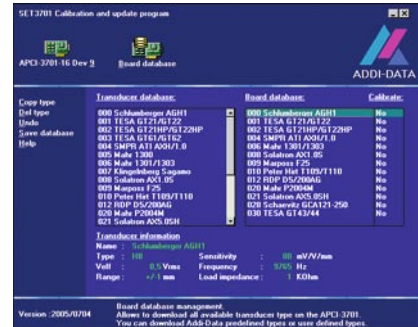 SET3701 Calibration and update program
APCI-3701-16 Dev 9
Board database
ADDI-DATA
Copy type
Del type
Undo
Save database
Help
Transducer database:
000 Schlumberger AGH1
001 TESA GT21/GT22
002 TESA GT21HP/GT22HP
003 TESA GT61/GT62
004 SMPR ATI AXH/1.0
005 Mahr 1300
006 Mahr 1301/1303
007 Klingelnberg Sagamo
008 Solatron AX1.0S
009 Marposs F25
010 Peter Hirt T109/T110
012 RDP D5/200AG
020 Mahr P2004M
021 Solatron AX5.0SH
Board database:
Calibrate:
000 Schlumberger AGH1 No
001 TESA GT21/GT22 No
002 TESA GT21HP/GT22HP No
004 SMPR ATI AXH/1.0 No
006 Mahr 1301/1303 No
008 Solatron AX1.0S No
009 Marposs F25 No
010 Peter Hirt T109/T110 No
012 RDP D5/200AG No
020 Mahr P2004M No
021 Solatron AX5.0SH No
028 Schaevitz GCA121-250 No
030 TESA GT43/44 No
Transducer information
Name : Schlumberger AGH1
Type : HB Sensitivity : 80 mV/V/mm
Veff : 0,5 Vrms Frequency : 9765 Hz
Range : +/-1 mm Load impedance : 1 KOhm
Version :2005/0704
Board database management.
Allows to download all available transducer type on the APCI-3701.
You can download Addi-Data predefined types or user defined types.